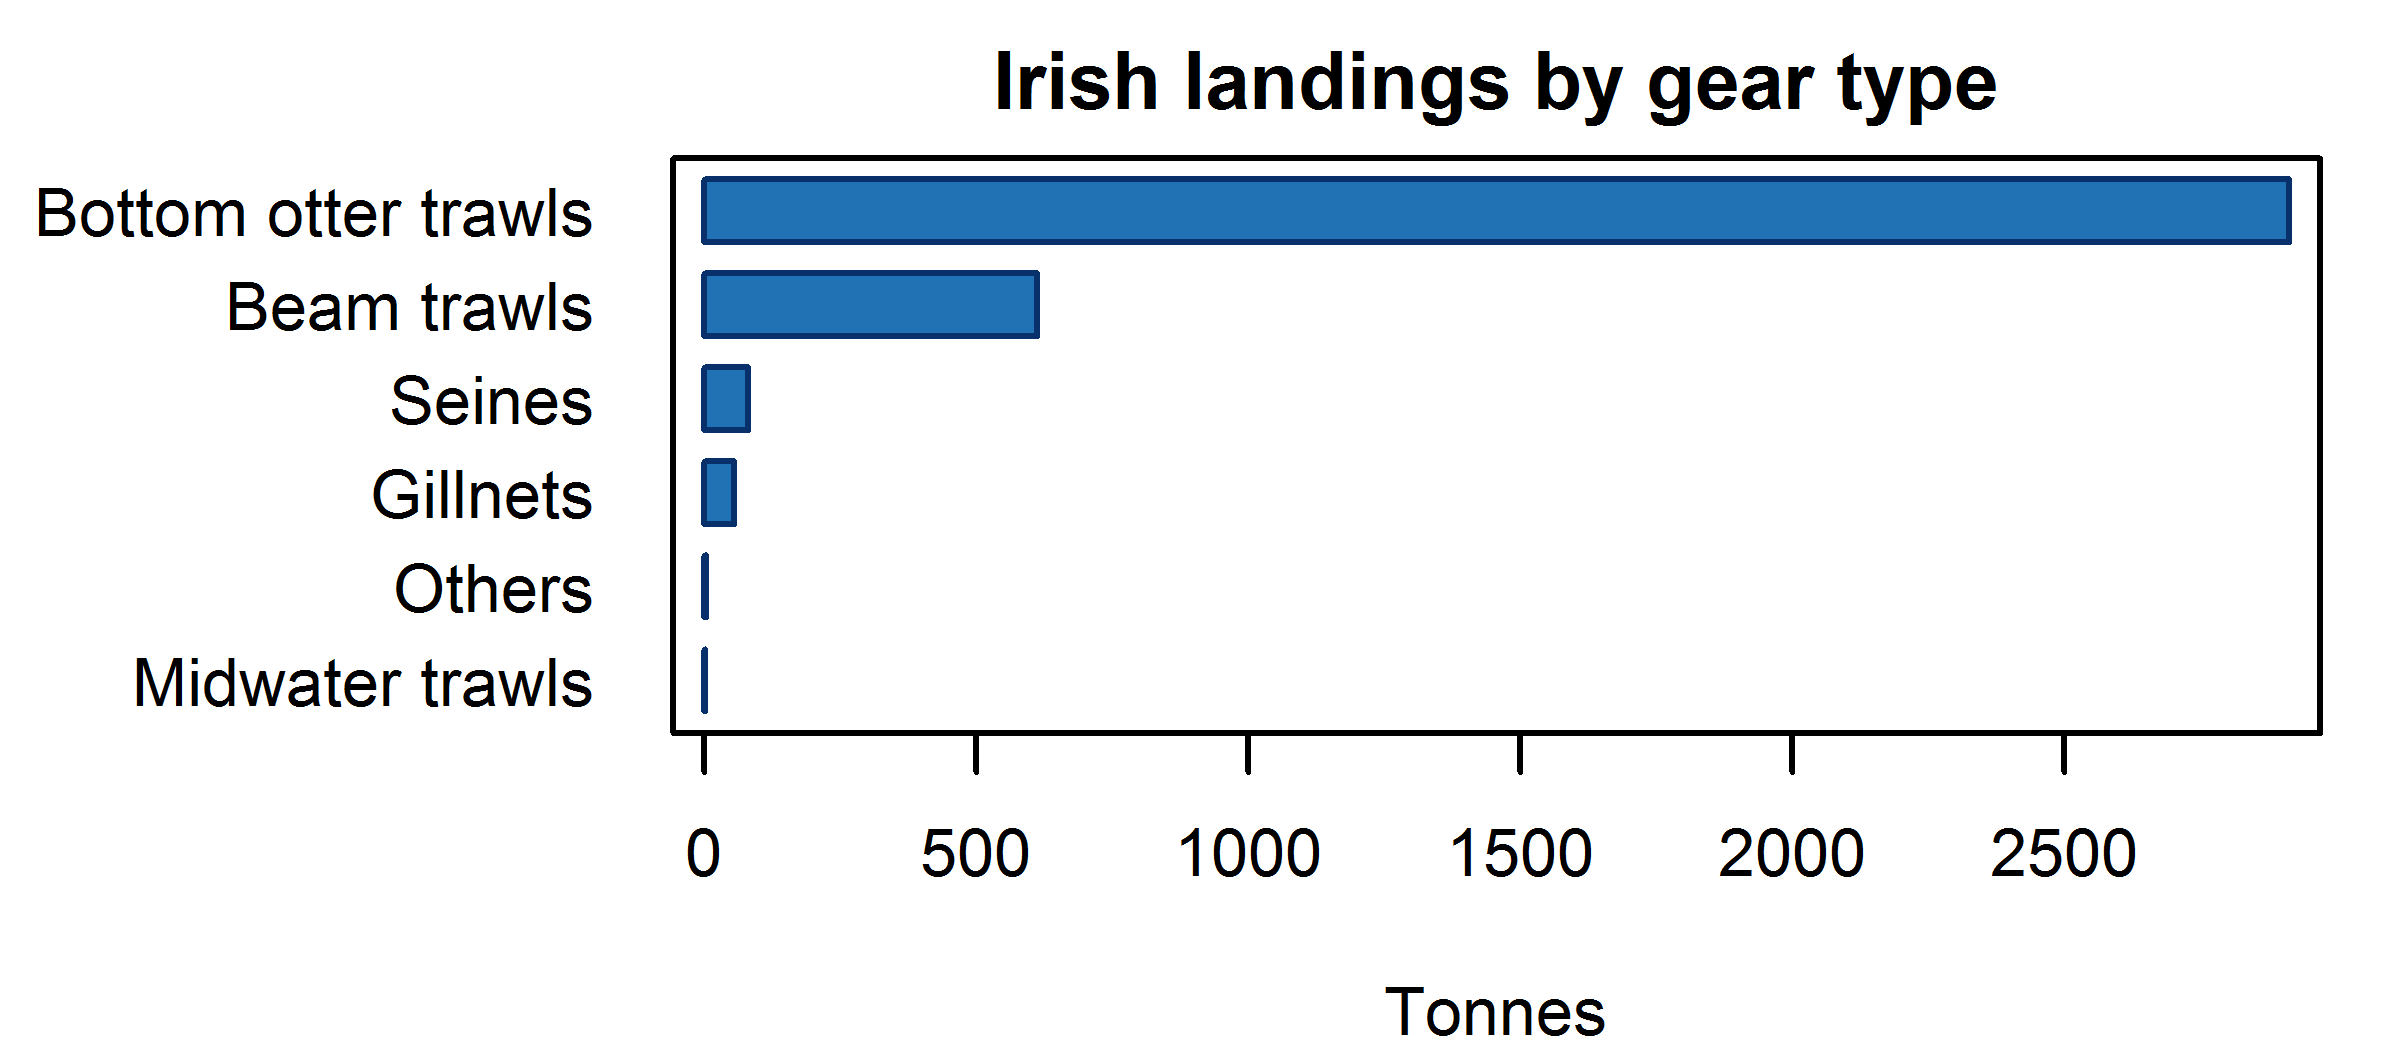 Irish landings by gear type
Bottom otter trawls
Beam trawls
Seines
Gillnets
Others
Midwater trawls
0 500 1000 1500 2000 2500
Tonnes